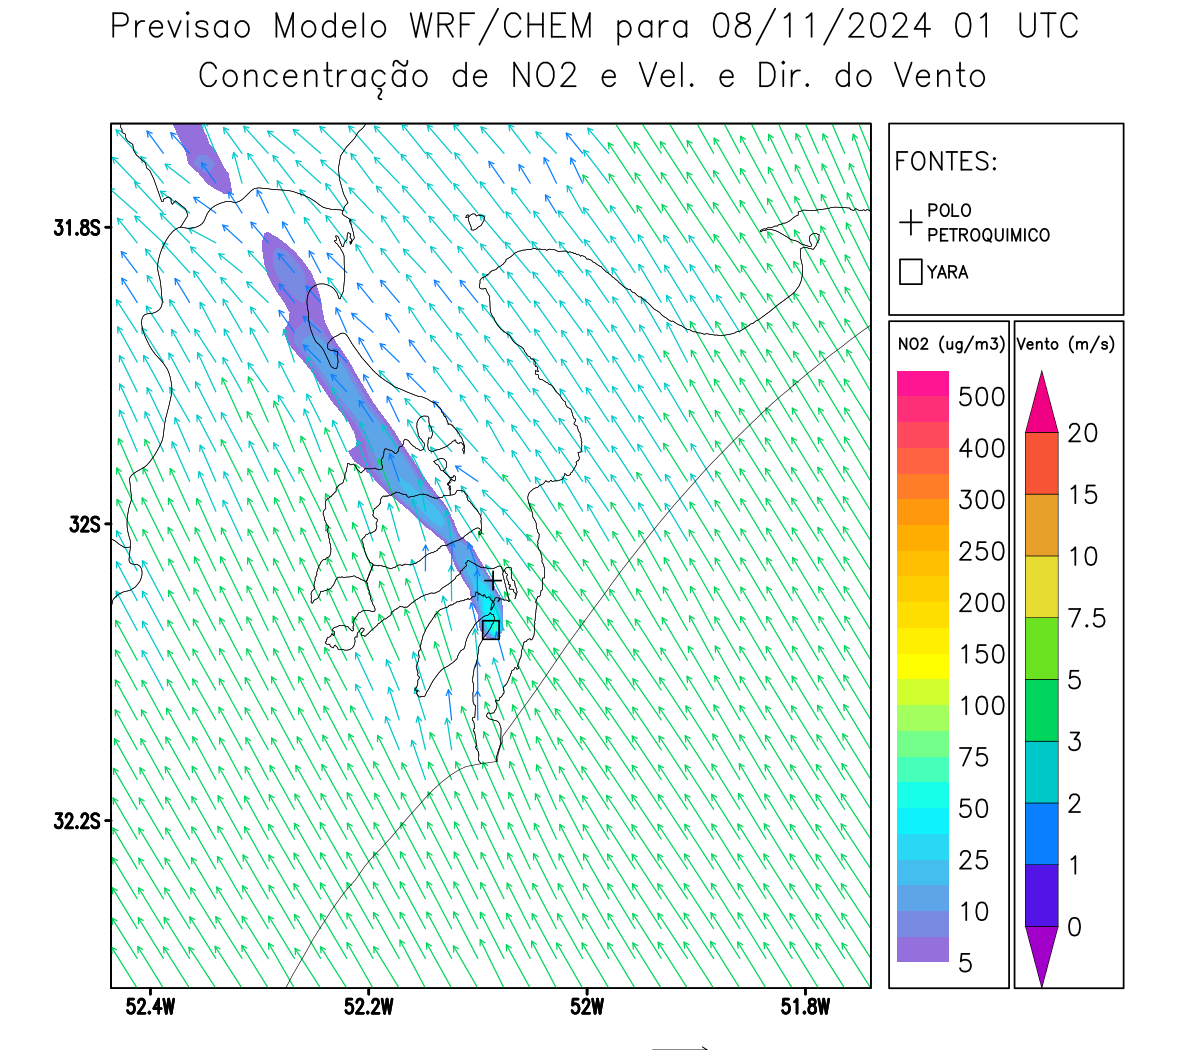 Previsao Modelo WRF/CHEM para 08/11/2024 01 UTC
Concentração de NO2 e Vel. e Dir. do Vento
FONTES:
POLO
PETROQUIMICO
YARA
NO2 (ug/m3)
500
400
300
250
200
150
100
75
50
25
10
5
Vento (m/s)
20
15
10
7.5
5
3
2
1
0
31.8S
32S
32.2S
52.4W
52.2W
52W
51.8W